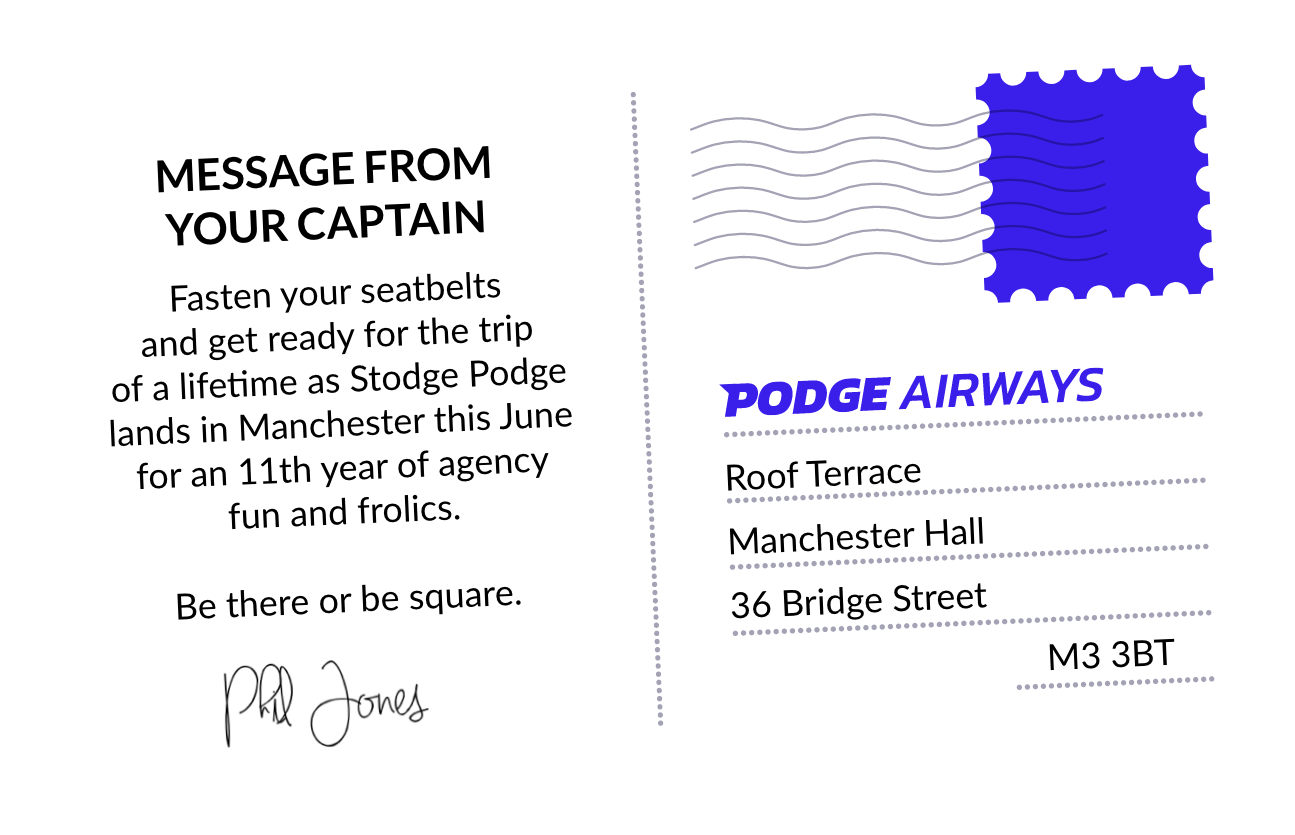 MESSAGE FROM
YOUR CAPTAIN
Fasten your seatbelts
and get ready for the trip
of a lifetime as Stodge Podge
lands in Manchester this June
for an 11th year of agency
fun and frolics.
Be there or be square.
Phil Jones
PODGE AIRWAYS
Roof Terrace
Manchester Hall
36 Bridge Street
M3 3BT